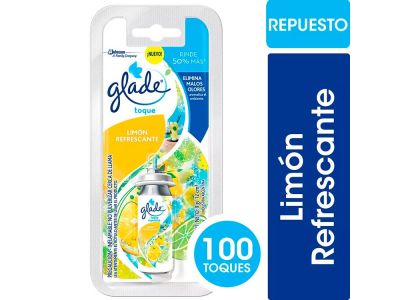 Johnson
A Family Company
¡NUEVO!
RINDE
50% MÁS*
glade
toque
ELIMINA
MALOS
OLORES
LIMÓN
REFRESCANTE
glade
100
TOQUES
REPUESTO
Limón
Refrescante